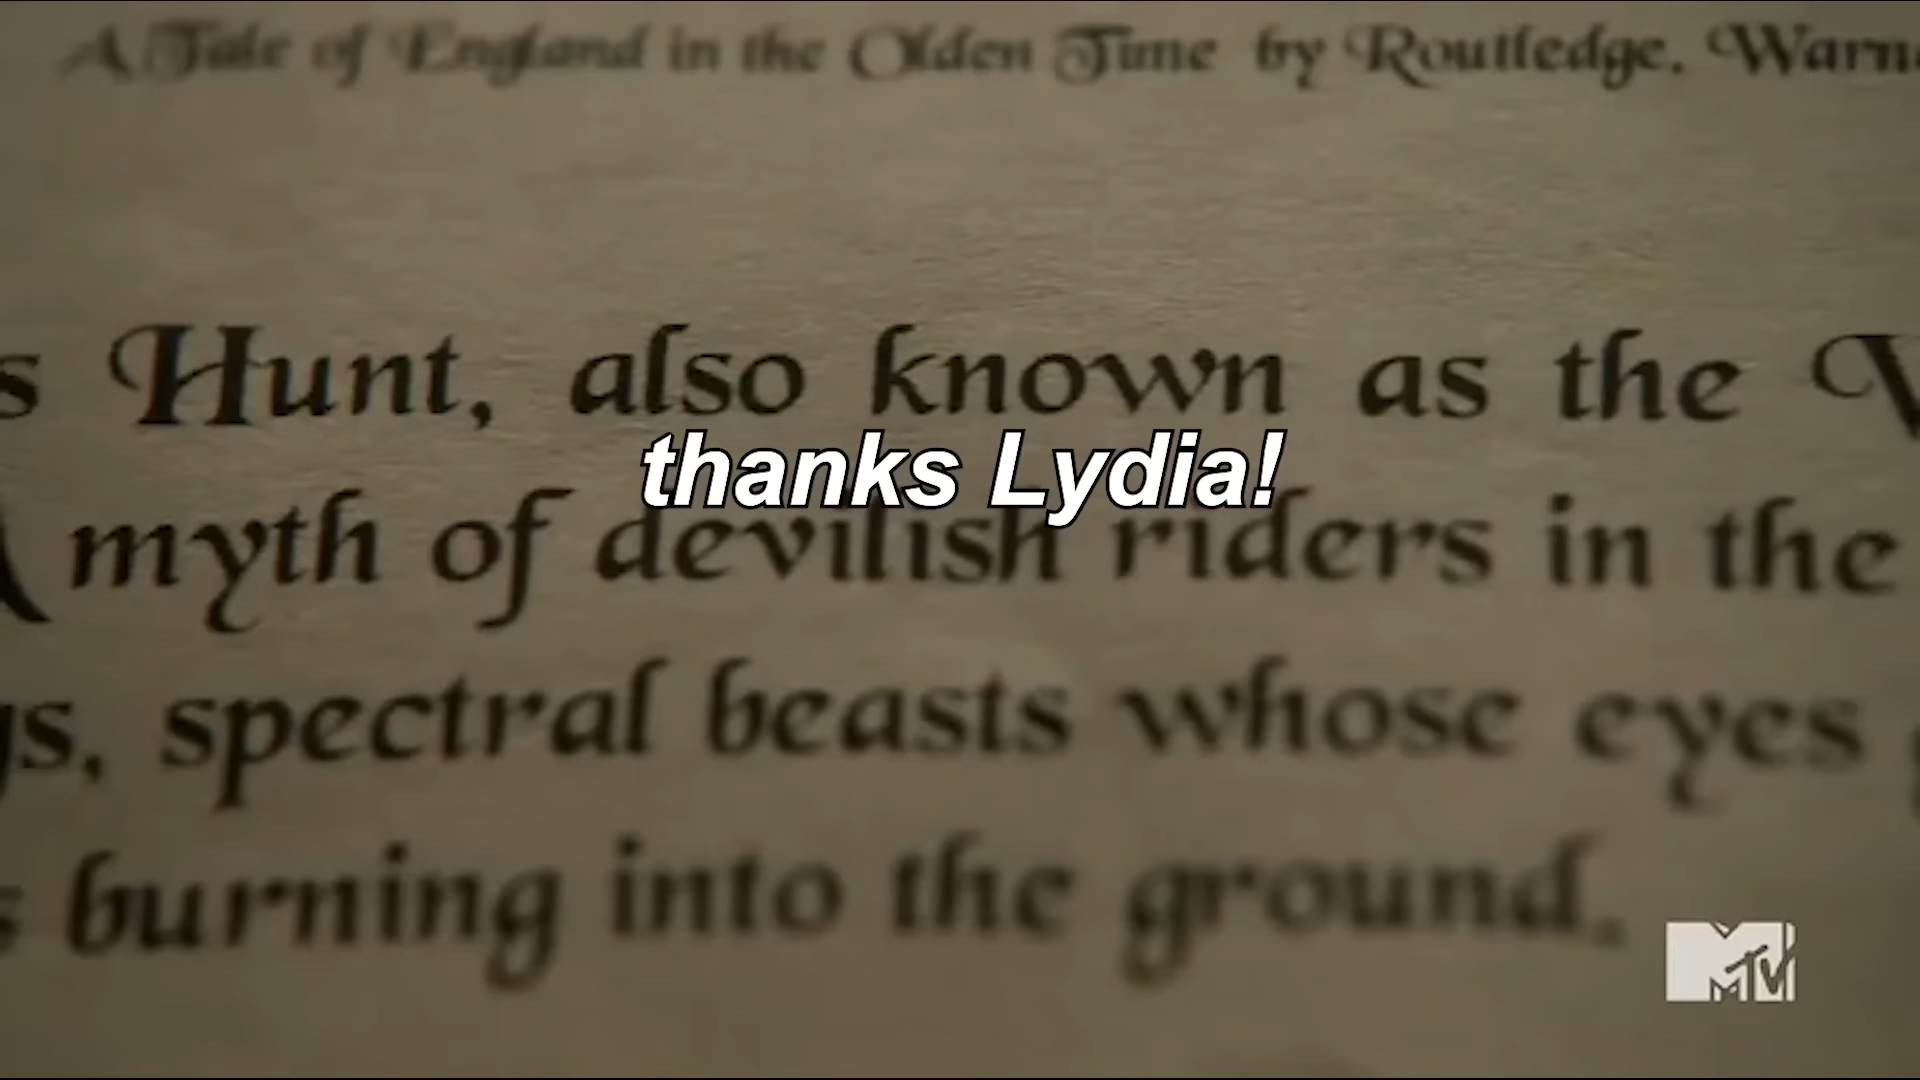 A Tale of England in the Olden Time by Routledge, Warn
s Hunt, also known as the
thanks Lydia!
myth of devilish riders in the
gs, spectral beasts whose eyes
burning into the ground.
MTV